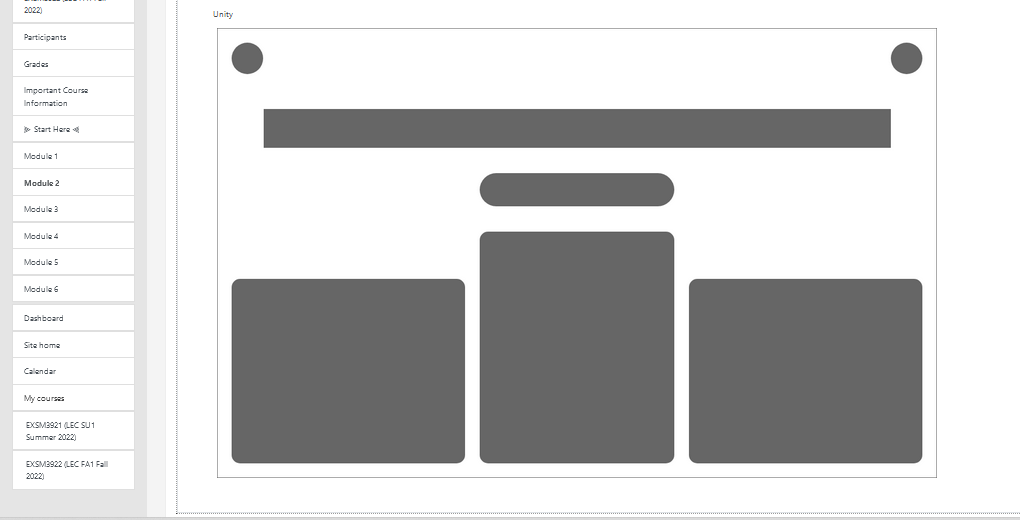 2022)
Participants
Grades
Important Course
Information
Start Here
Module 1
Module 2
Module 3
Module 4
Module 5
Module 6
Dashboard
Site home
Calendar
My courses
EXSM3921 (LEC SU1
Summer 2022)
EXSM3922 (LEC FA1 Fall
2022)
Unity